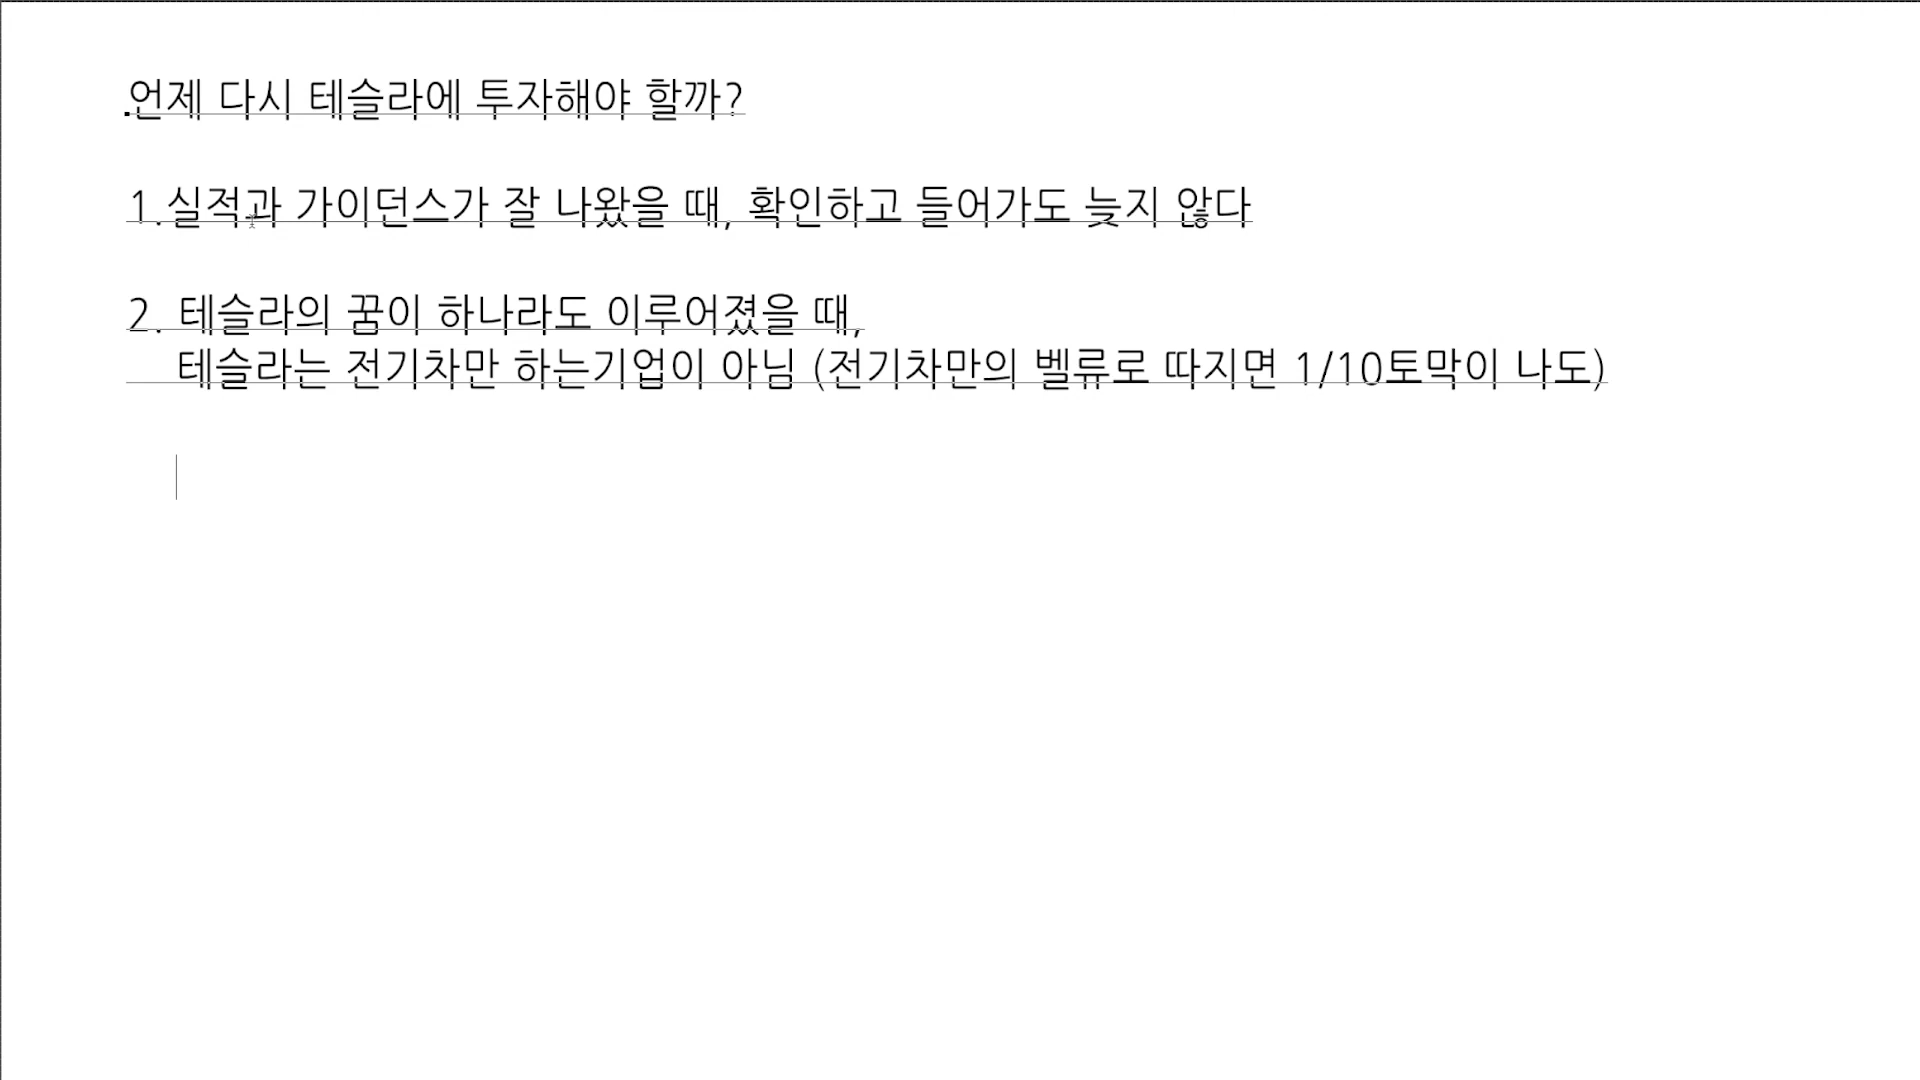 언제 다시 테슬라에 투자해야 할까?
1.실적과 가이던스가 잘 나왔을 때, 확인하고 들어가도 늦지 않다
2. 테슬라의 꿈이 하나라도 이루어졌을 때,
테슬라는 전기차만 하는기업이 아님 (전기차만의 벨류로 따지면 1/10토막이 나도)